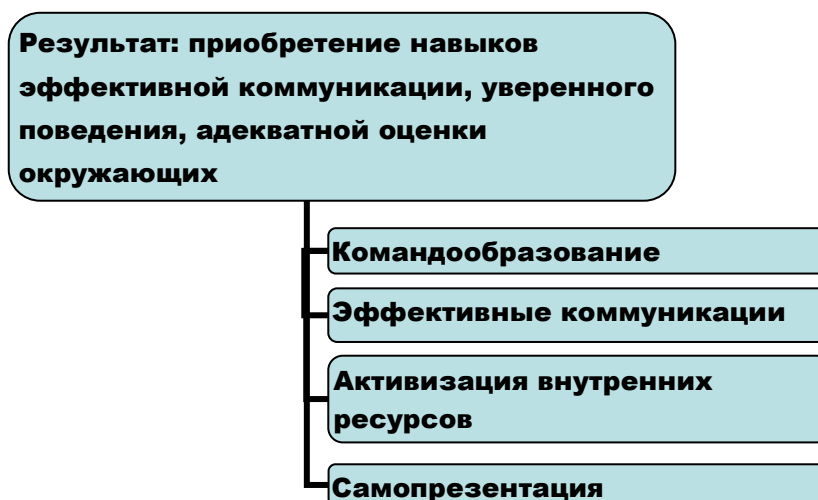 Результат: приобретение навыков
эффективной коммуникации, уверенного
поведения, адекватной оценки
окружающих
Командообразование
Эффективные коммуникации
Активизация внутренних
ресурсов
Самопрезентация